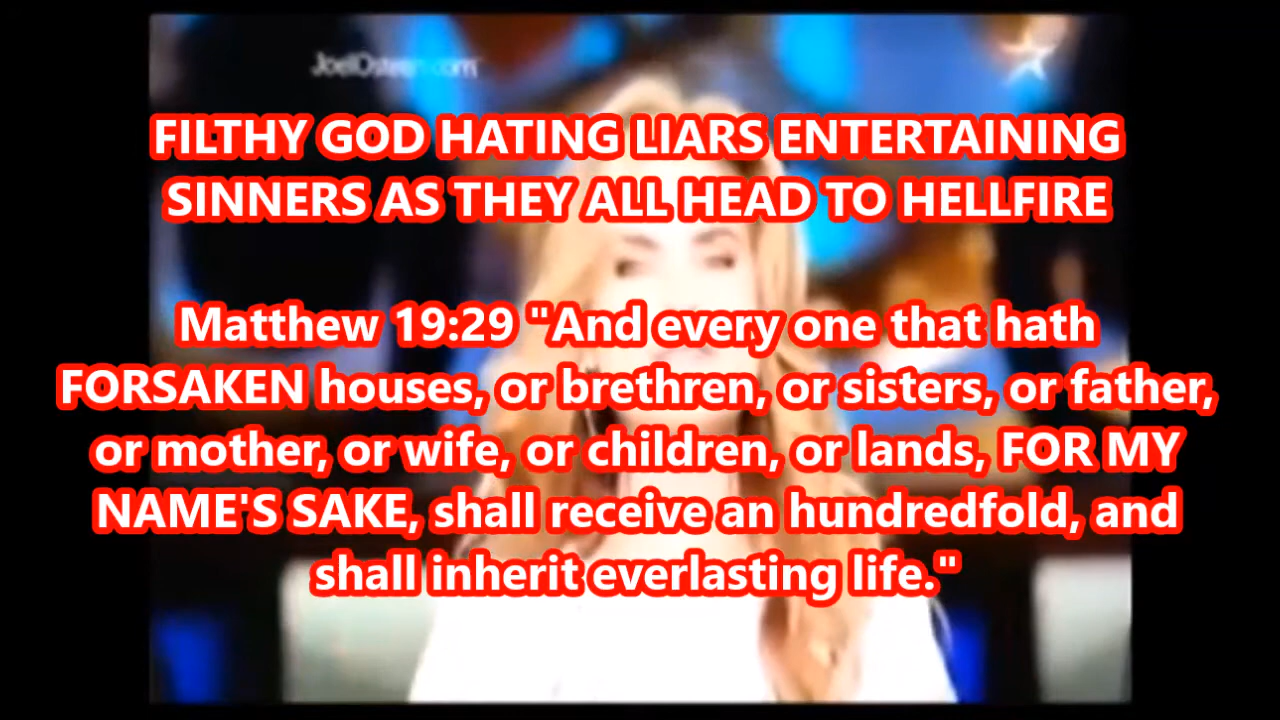 JoelOsteen.com
FILTHY GOD HATING LIARS ENTERTAINING
SINNERS AS THEY ALL HEAD TO HELLFIRE
Matthew 19:29 "And every one that hath
FORSAKEN houses, or brethren, or sisters, or father,
or mother, or wife, or children, or lands, FOR MY
NAME'S SAKE, shall receive an hundredfold, and
shall inherit everlasting life."